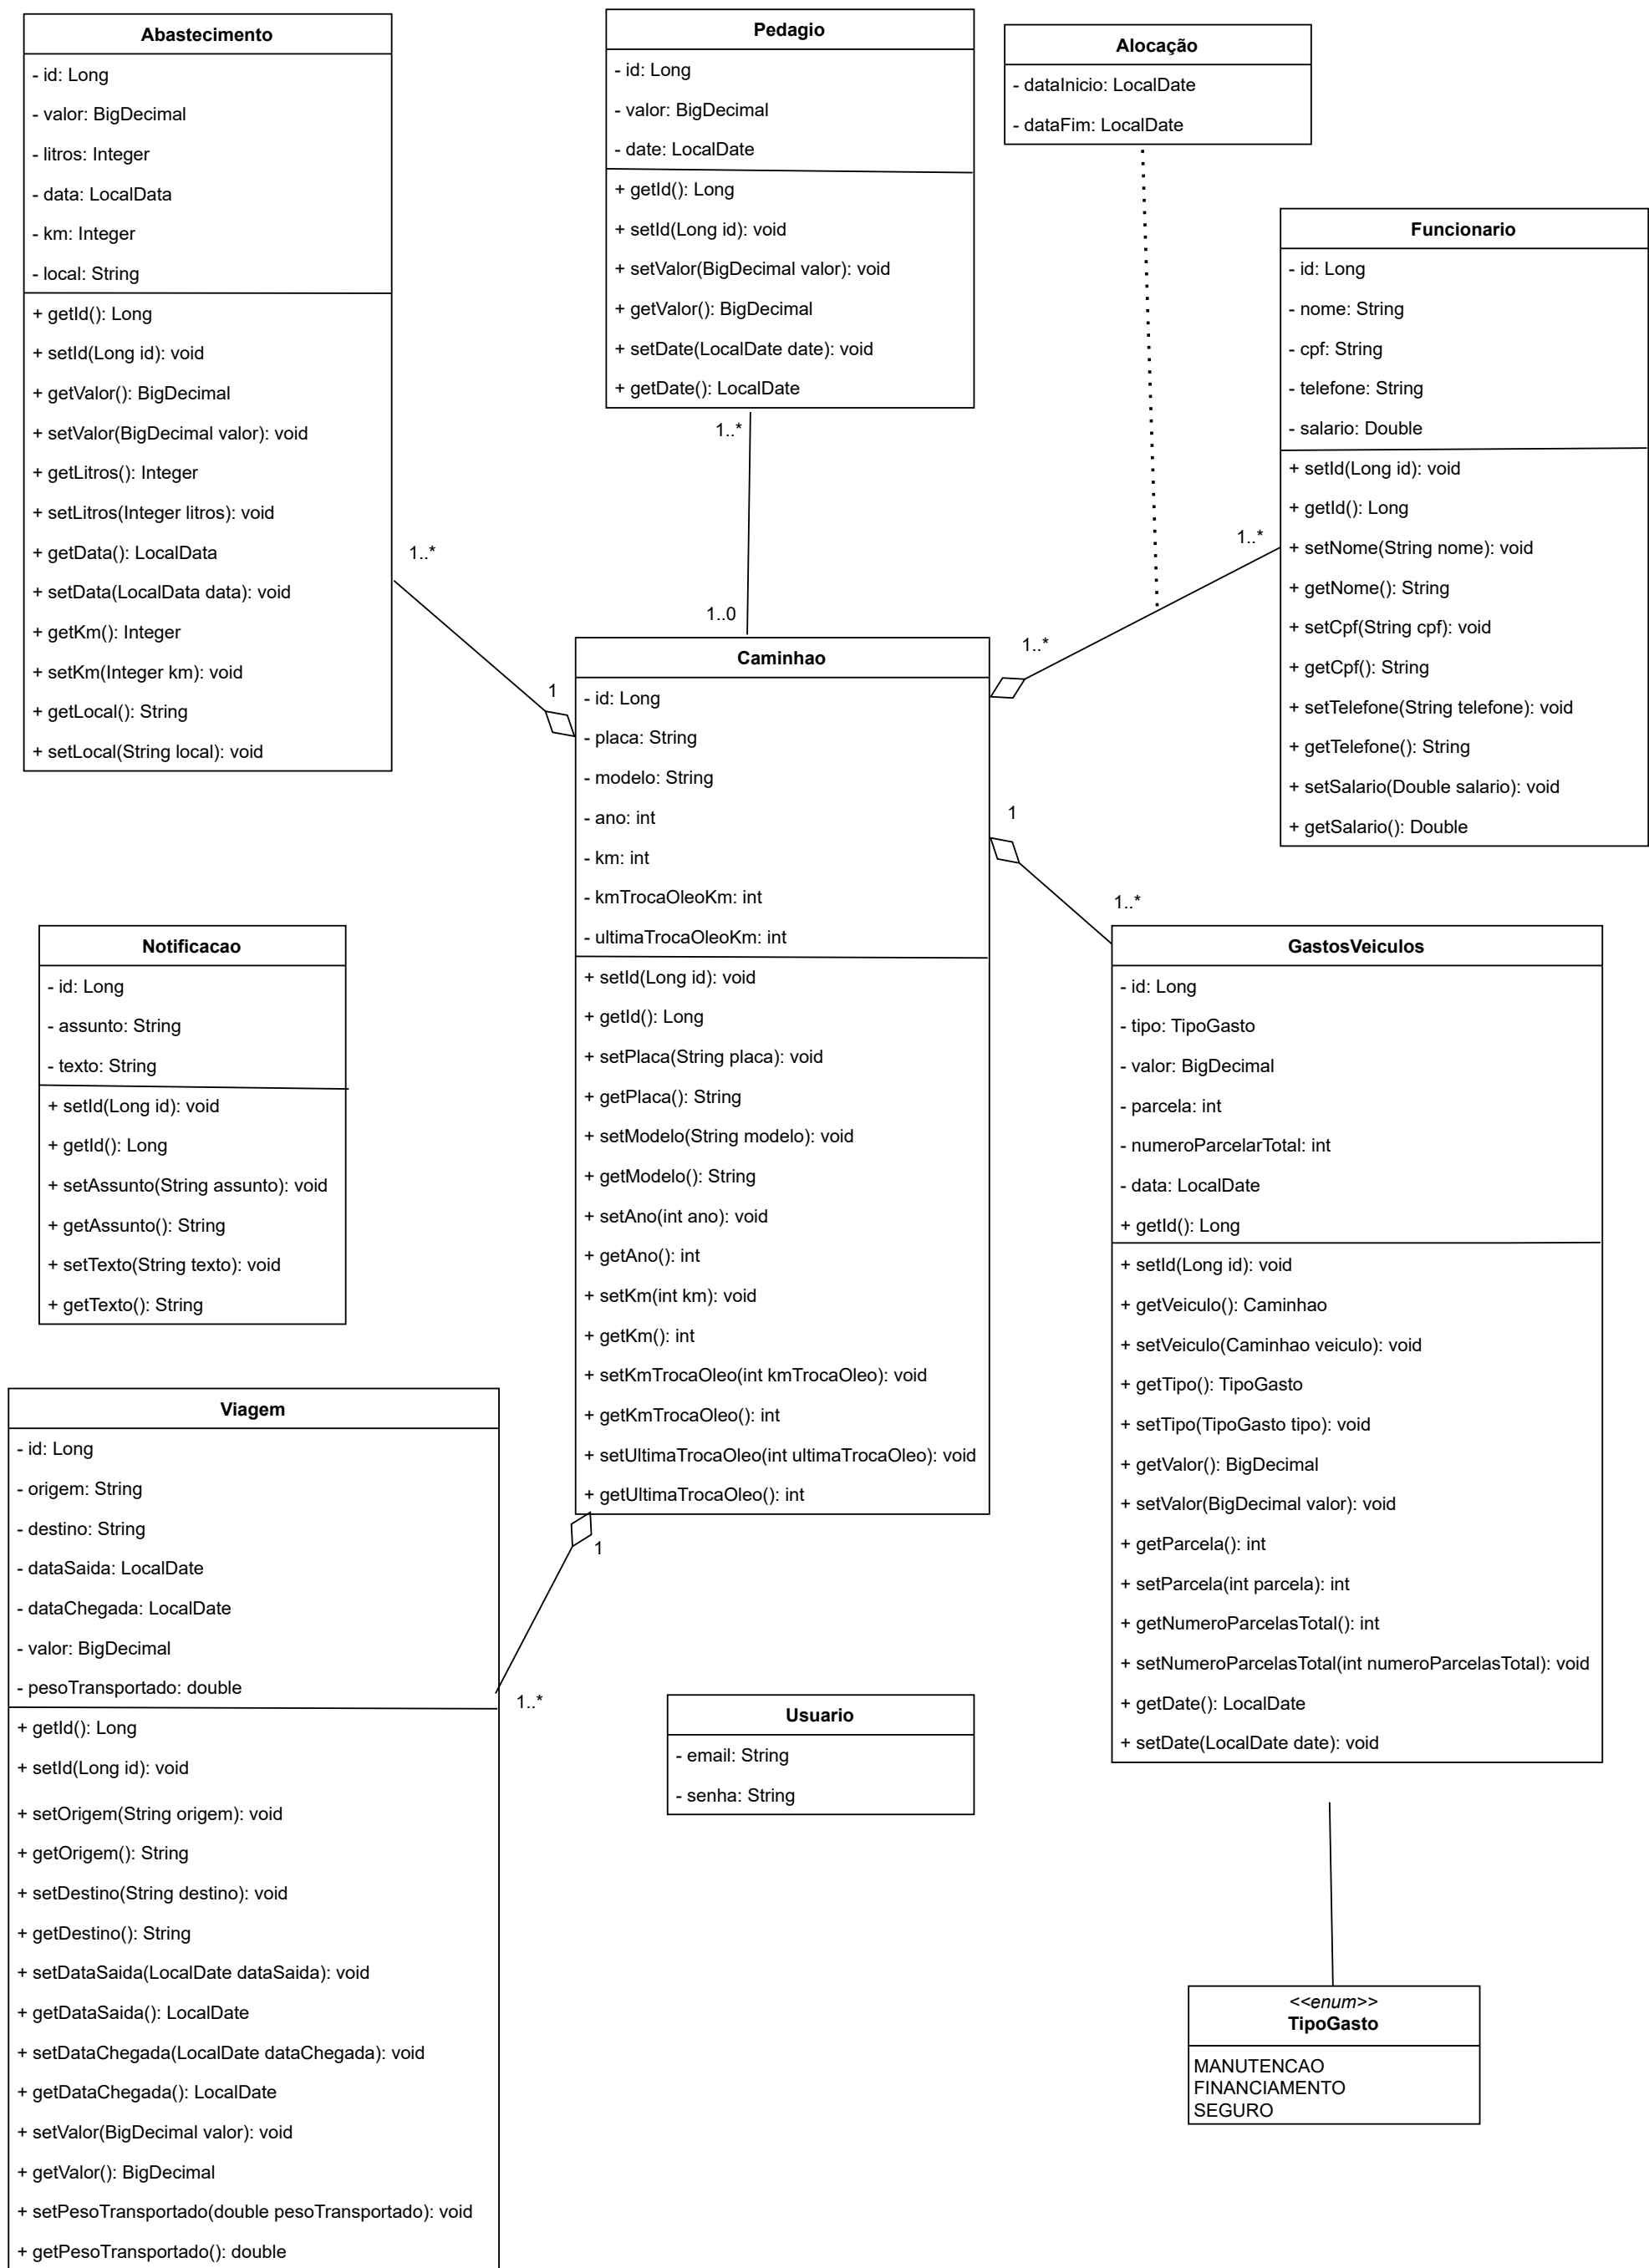 Abastecimento
- id: Long
- valor: BigDecimal
- litros: Integer
- data: LocalData
- km: Integer
- local: String
+ getId(): Long
+ setId(Long id): void
+ getValor(): BigDecimal
+ setValor(BigDecimal valor): void
+ getLitros(): Integer
+ setLitros(Integer litros): void
+ getData(): LocalData
+ setData(LocalData data): void
+ getKm(): Integer
+ setKm(Integer km): void
+ getLocal(): String
+ setLocal(String local): void
1..*
1
Pedagio
- id: Long
- valor: BigDecimal
- date: LocalDate
+ getId(): Long
+ setId(Long id): void
+ setValor(BigDecimal valor): void
+ getValor(): BigDecimal
+ setDate(LocalDate date): void
+ getDate(): LocalDate
1..*
1..0
Alocação
- dataInicio: LocalDate
- dataFim: LocalDate
Funcionario
- id: Long
- nome: String
- cpf: String
- telefone: String
- salario: Double
+ setId(Long id): void
+ getId(): Long
+ setNome(String nome): void
+ getNome(): String
+ setCpf(String cpf): void
+ getCpf(): String
+ setTelefone(String telefone): void
+ getTelefone(): String
+ setSalario(Double salario): void
+ getSalario(): Double
1..*
1..*
Caminhao
- id: Long
- placa: String
- modelo: String
- ano: int
- km: int
- kmTrocaOleoKm: int
- ultimaTrocaOleoKm: int
+ setId(Long id): void
+ getId(): Long
+ setPlaca(String placa): void
+ getPlaca(): String
+ setModelo(String modelo): void
+ getModelo(): String
+ setAno(int ano): void
+ getAno(): int
+ setKm(int km): void
+ getKm(): int
+ setKmTrocaOleo(int kmTrocaOleo): void
+ getKmTrocaOleo(): int
+ setUltimaTrocaOleo(int ultimaTrocaOleo): void
+ getUltimaTrocaOleo(): int
1
1..*
Notificacao
- id: Long
- assunto: String
- texto: String
+ setId(Long id): void
+ getId(): Long
+ setAssunto(String assunto): void
+ getAssunto(): String
+ setTexto(String texto): void
+ getTexto(): String
GastosVeiculos
- id: Long
- tipo: TipoGasto
- valor: BigDecimal
- parcela: int
- numeroParcelarTotal: int
- data: LocalDate
+ getId(): Long
+ setId(Long id): void
+ getVeiculo(): Caminhao
+ setVeiculo(Caminhao veiculo): void
+ getTipo(): TipoGasto
+ setTipo(TipoGasto tipo): void
+ getValor(): BigDecimal
+ setValor(BigDecimal valor): void
+ getParcela(): int
+ setParcela(int parcela): int
+ getNumeroParcelasTotal(): int
+ setNumeroParcelasTotal(int numeroParcelasTotal): void
+ getDate(): LocalDate
+ setDate(LocalDate date): void
Viagem
- id: Long
- origem: String
- destino: String
- dataSaida: LocalDate
- dataChegada: LocalDate
- valor: BigDecimal
- pesoTransportado: double
+ getId(): Long
+ setId(Long id): void
+ setOrigem(String origem): void
+ getOrigem(): String
+ setDestino(String destino): void
+ getDestino(): String
+ setDataSaida(LocalDate dataSaida): void
+ getDataSaida(): LocalDate
+ setDataChegada(LocalDate dataChegada): void
+ getDataChegada(): LocalDate
+ setValor(BigDecimal valor): void
+ getValor(): BigDecimal
+ setPesoTransportado(double pesoTransportado): void
+ getPesoTransportado(): double
1
1..*
Usuario
- email: String
- senha: String
<<enum>>
TipoGasto
MANUTENCAO
FINANCIAMENTO
SEGURO